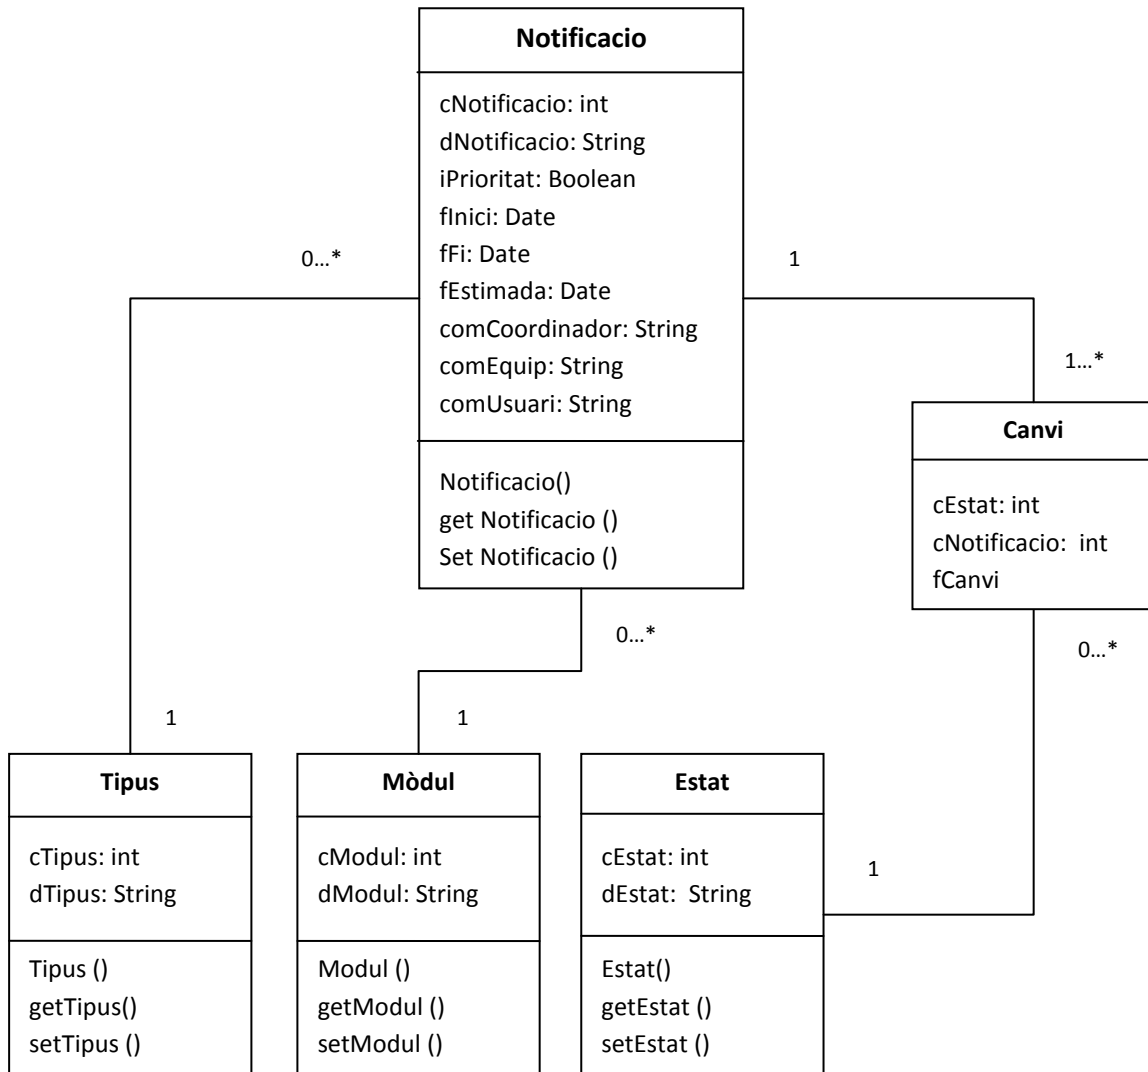 Notificacio
cNotificacio: int
dNotificacio: String
iPrioritat: Boolean
fInici: Date
fFi: Date
fEstimada: Date
comCoordinador: String
comEquip: String
comUsuari: String
Notificacio()
get Notificacio ()
Set Notificacio ()
0...*
1
1...*
Canvi
cEstat: int
cNotificacio:  int
fCanvi
0...*
0...*
1
1
Tipus
cTipus: int
dTipus: String
Tipus ()
getTipus()
setTipus ()
Mòdul
cModul: int
dModul: String
Modul ()
getModul ()
setModul ()
Estat
cEstat: int
dEstat:  String
Estat()
getEstat ()
setEstat ()
1